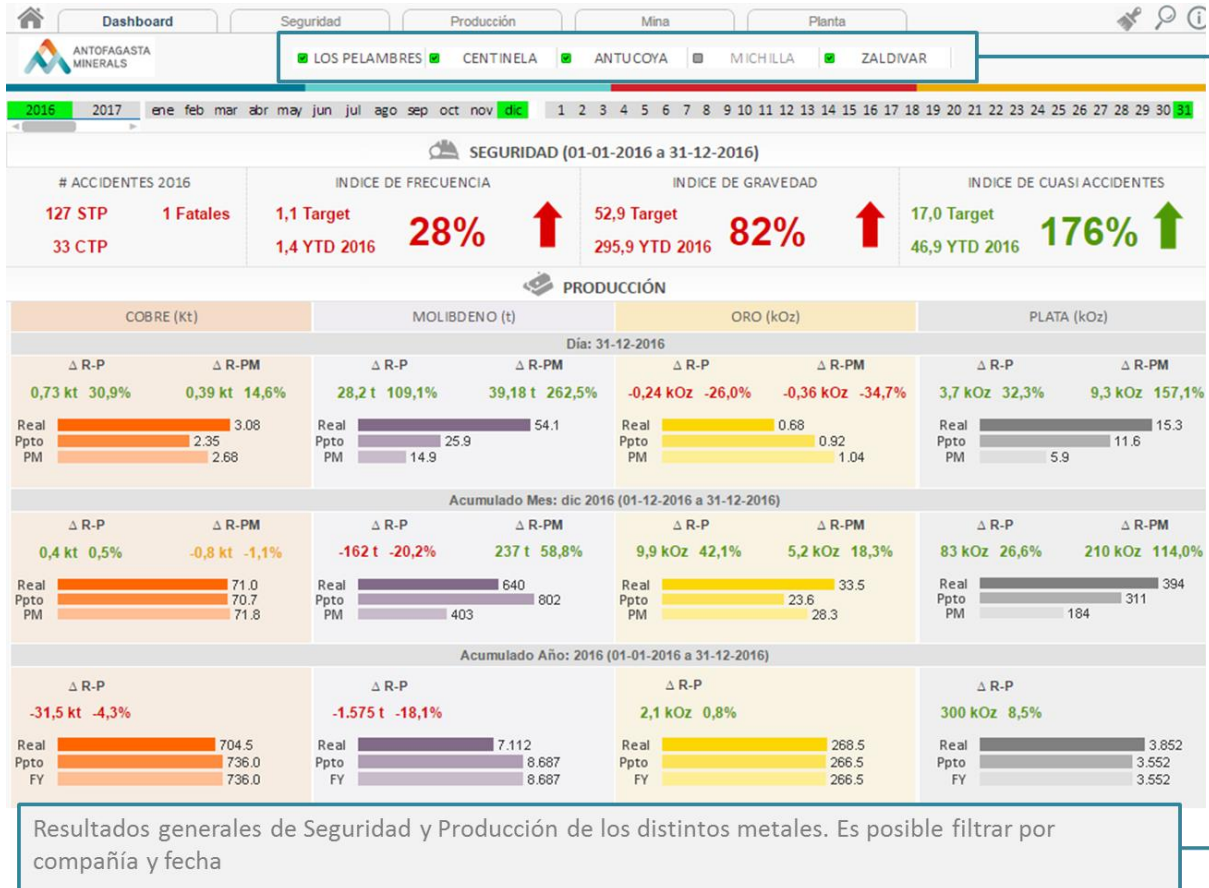 Dashboard Seguridad Producción Mina Planta
ANTOFAGASTA
MINERALS
LOS PELAMBRES CENTINELA ANTUCOYA MICHILLA ZALDIVAR
2016 2017 ene feb mar abr may jun jul ago sep oct nov dic 1 2 3 4 5 6 7 8 9 10 11 12 13 14 15 16 17 18 19 20 21 22 23 24 25 26 27 28 29 30 31
SEGURIDAD (01-01-2016 a 31-12-2016)
# ACCIDENTES 2016 INDICE DE FRECUENCIA INDICE DE GRAVEDAD INDICE DE CUASI ACCIDENTES
127 STP 1 Fatales 1,1 Target 28% 52,9 Target 82% 17,0 Target 176%
33 CTP 1,4 YTD 2016 295,9 YTD 2016 46,9 YTD 2016
PRODUCCIÓN
COBRE (Kt) MOLIBDENO (t) ORO (kOz) PLATA (kOz)
Día: 31-12-2016
Δ R-P Δ R-PM Δ R-P Δ R-PM Δ R-P Δ R-PM Δ R-P Δ R-PM
0,73 kt 30,9% 0,39 kt 14,6% 28,2 t 109,1% 39,18 t 262,5% -0,24 kOz -26,0% -0,36 kOz -34,7% 3,7 kOz 32,3% 9,3 kOz 157,1%
Real 3.08 Real 54.1 Real 0.68 Real 15.3
Ppto 2.35 Ppto 25.9 Ppto 0.92 Ppto 11.6
PM 2.68 PM 14.9 PM 1.04 PM 5.9
Acumulado Mes: dic 2016 (01-12-2016 a 31-12-2016)
Δ R-P Δ R-PM Δ R-P Δ R-PM Δ R-P Δ R-PM Δ R-P Δ R-PM
0,4 kt 0,5% -0,8 kt -1,1% -162 t -20,2% 237 t 58,8% 9,9 kOz 42,1% 5,2 kOz 18,3% 83 kOz 26,6% 210 kOz 114,0%
Real 71.0 Real 640 Real 33.5 Real 394
Ppto 70.7 Ppto 802 Ppto 23.6 Ppto 311
PM 71.8 PM 403 PM 28.3 PM 184
Acumulado Año: 2016 (01-01-2016 a 31-12-2016)
Δ R-P Δ R-P Δ R-P Δ R-P
-31,5 kt -4,3% -1.575 t -18,1% 2,1 kOz 0,8% 300 kOz 8,5%
Real 704.5 Real 7.112 Real 268.5 Real 3.852
Ppto 736.0 Ppto 8.687 Ppto 266.5 Ppto 3.552
FY 736.0 FY 8.687 FY 266.5 FY 3.552
Resultados generales de Seguridad y Producción de los distintos metales. Es posible filtrar por
compañía y fecha